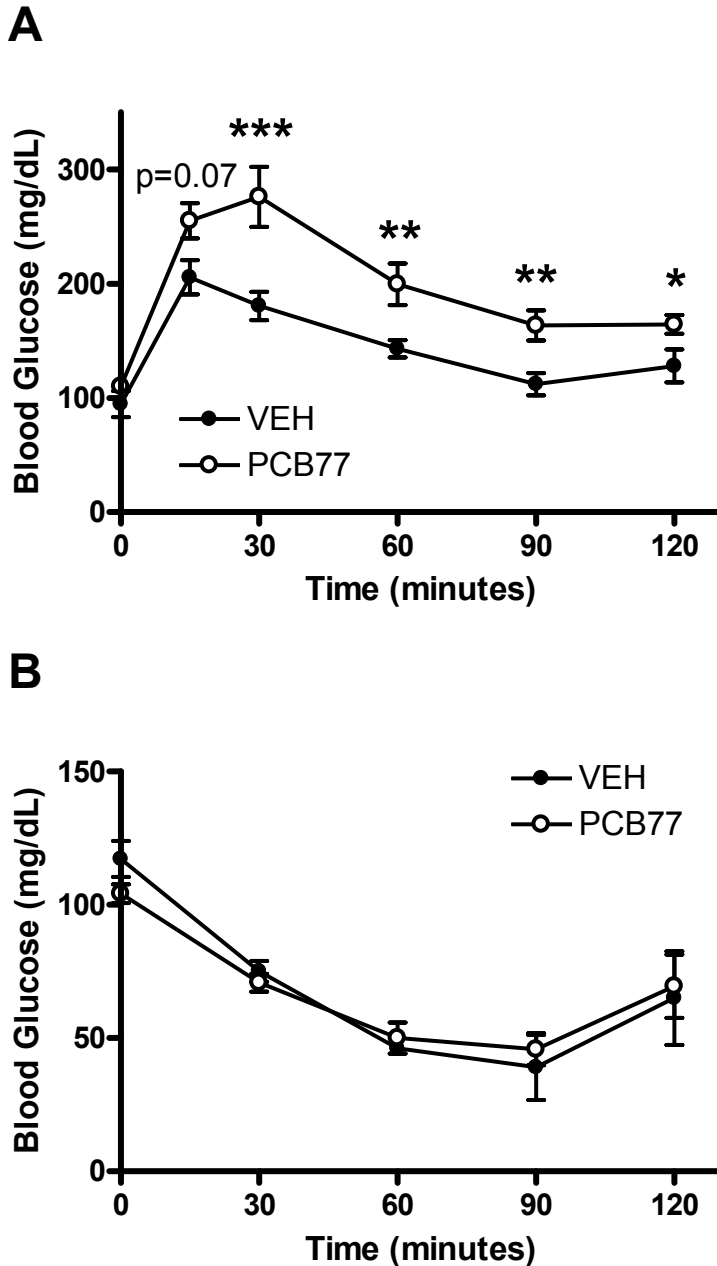 A
Blood Glucose (mg/dL)
300
200
100
0
p=0.07
***
**
**
*
VEH
PCB77
0 30 60 90 120
Time (minutes)
B
Blood Glucose (mg/dL)
150
100
50
0
VEH
PCB77
0 30 60 90 120
Time (minutes)